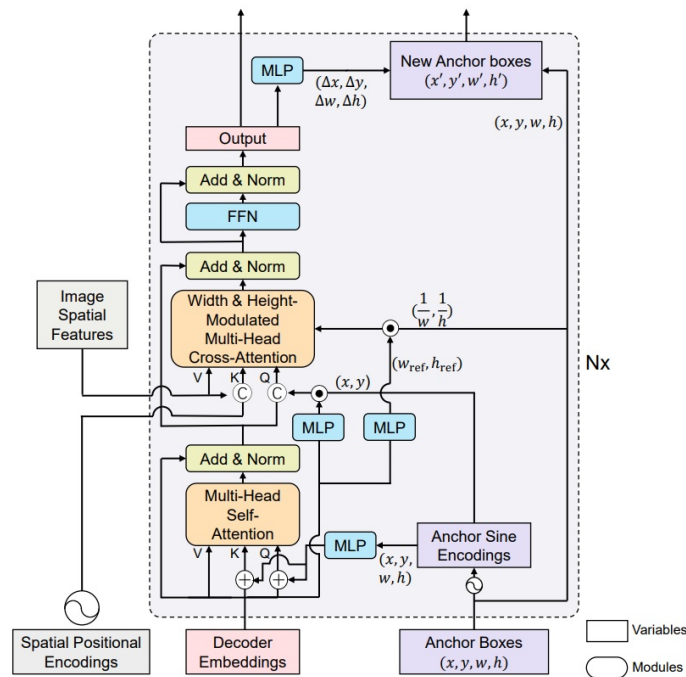 New Anchor boxes
(x′, y′, w′, h′)
MLP
(Δx, Δy,
Δw, Δh)
(x, y, w, h)
Output
Add & Norm
FFN
Add & Norm
Image
Spatial
Features
Width & Height-
Modulated
Multi-Head
Cross-Attention
(1/w, 1/h)
Nx
(w_ref, h_ref)
V
K
Q
C
C
(x, y)
MLP
MLP
Add & Norm
Multi-Head
Self-
Attention
V
K
Q
MLP
(x, y,
w, h)
Anchor Sine
Encodings
Spatial Positional
Encodings
Decoder
Embeddings
Anchor Boxes
(x, y, w, h)
Variables
Modules